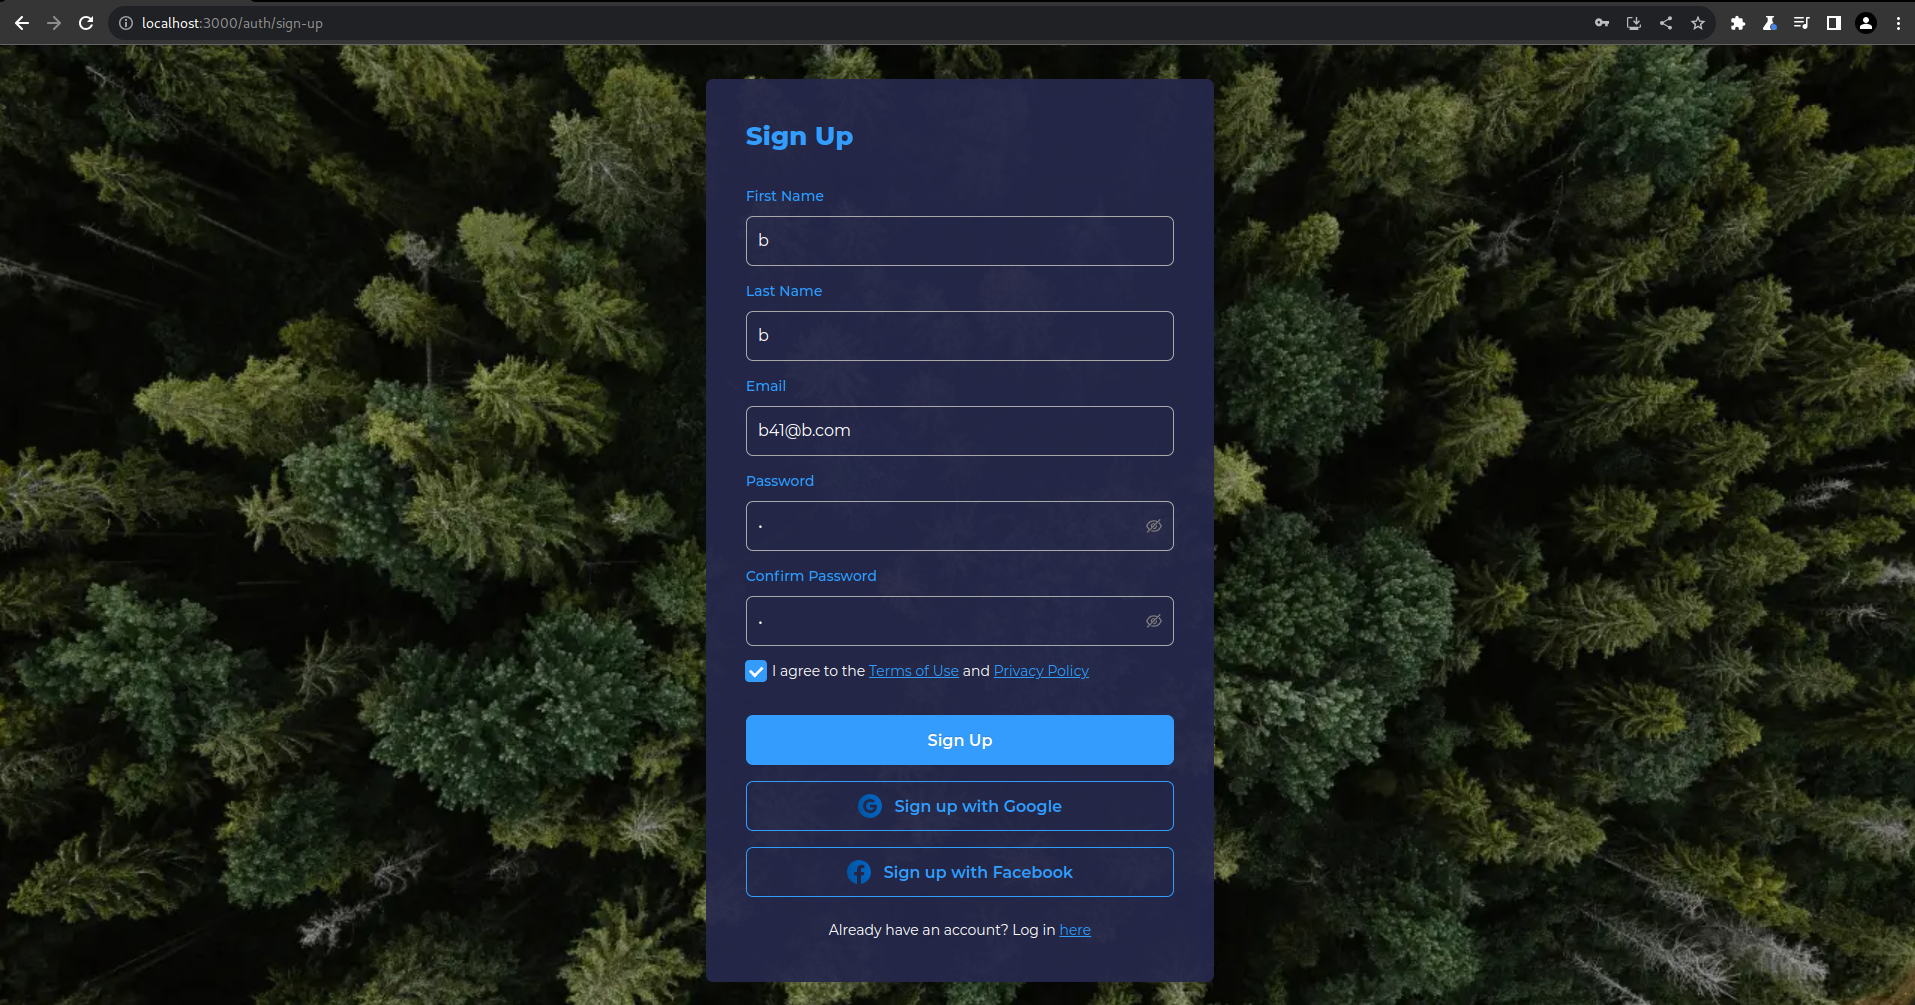 localhost:3000/auth/sign-up
Sign Up
First Name
b
Last Name
b
Email
b41@b.com
Password
•
Confirm Password
•
I agree to the Terms of Use and Privacy Policy
Sign Up
Sign up with Google
Sign up with Facebook
Already have an account? Log in here